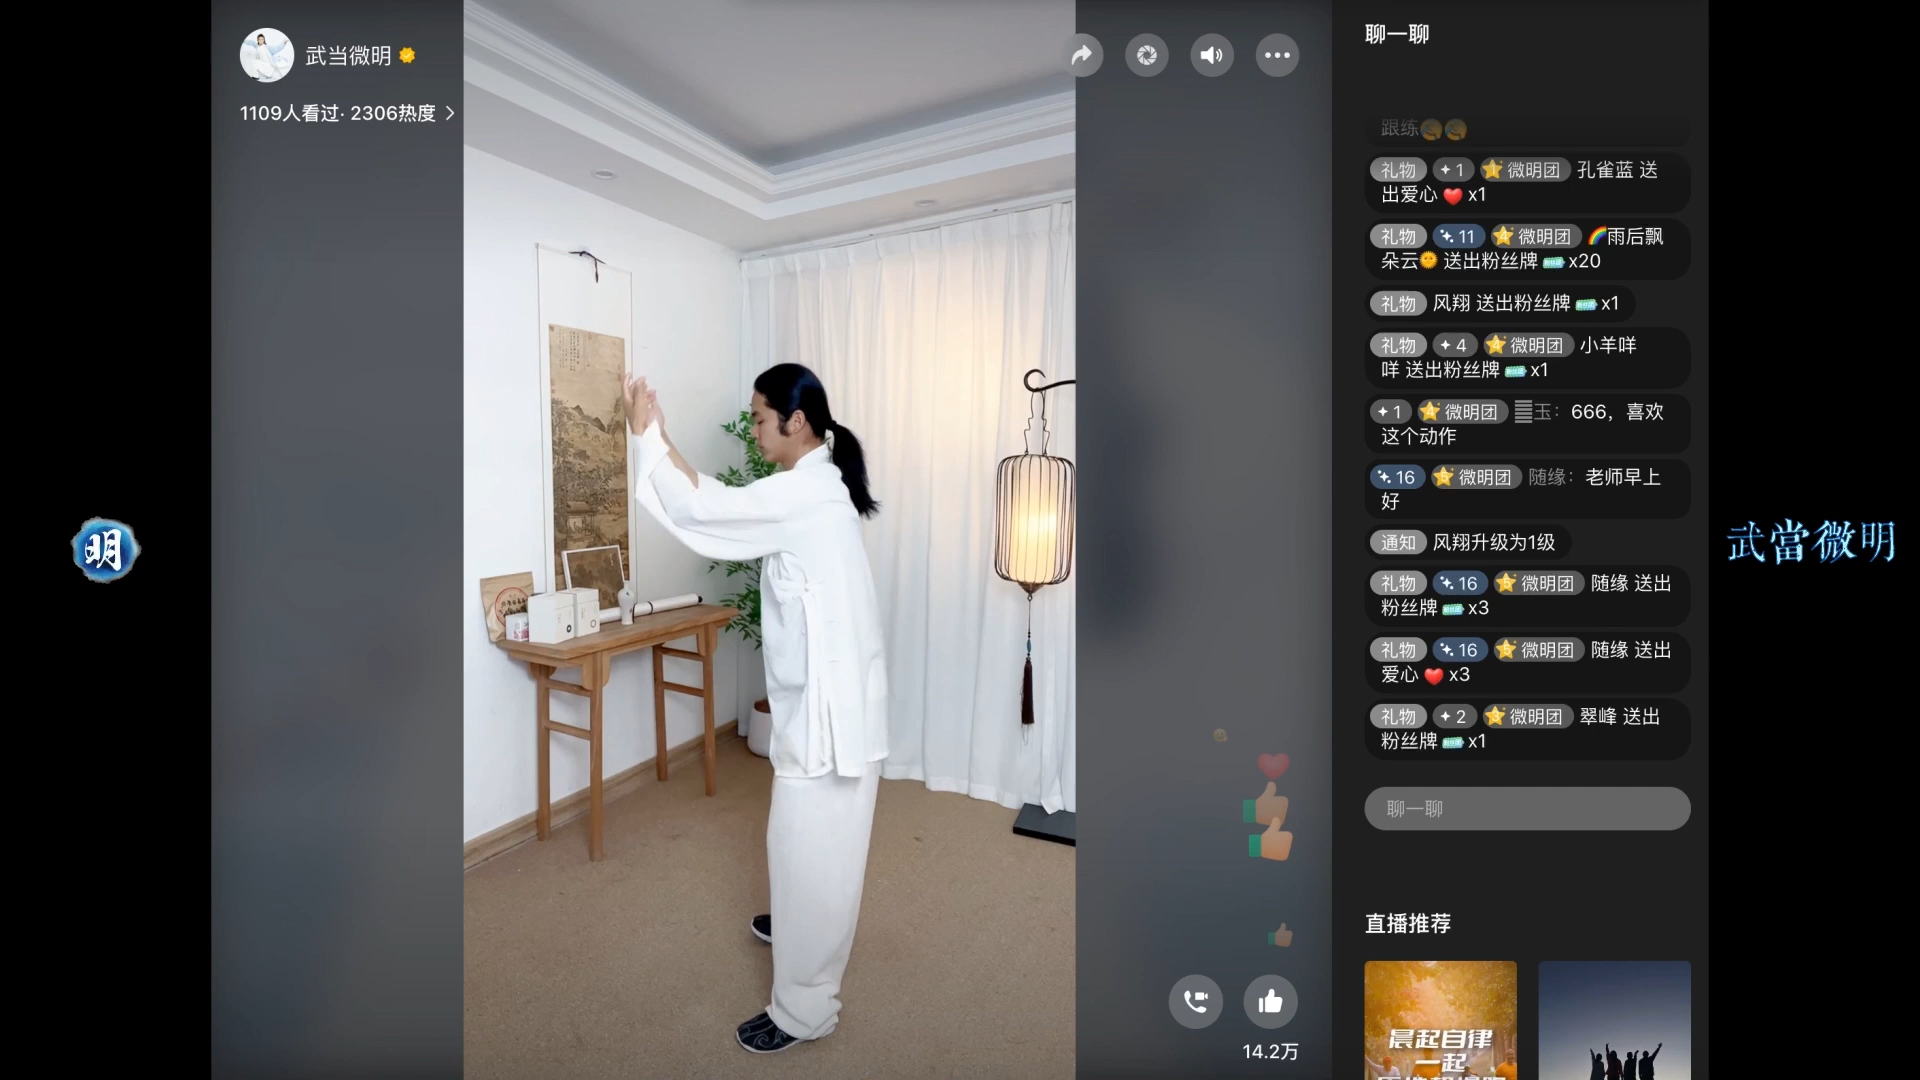 武当微明
1109人看过· 2306热度
聊一聊
跟练
礼物 1 微明团 孔雀蓝 送
出爱心 x1
礼物 11 微明团 雨后飘
朵云 送出粉丝牌 x20
礼物 风翔 送出粉丝牌 x1
礼物 4 微明团 小羊咩
咩 送出粉丝牌 x1
1 微明团 玉: 666，喜欢
这个动作
16 微明团 随缘: 老师早上
好
通知 风翔升级为1级
礼物 16 微明团 随缘 送出
粉丝牌 x3
礼物 16 微明团 随缘 送出
爱心 x3
礼物 2 微明团 翠峰 送出
粉丝牌 x1
聊一聊
直播推荐
晨起自律
一起
14.2万
明
武當微明